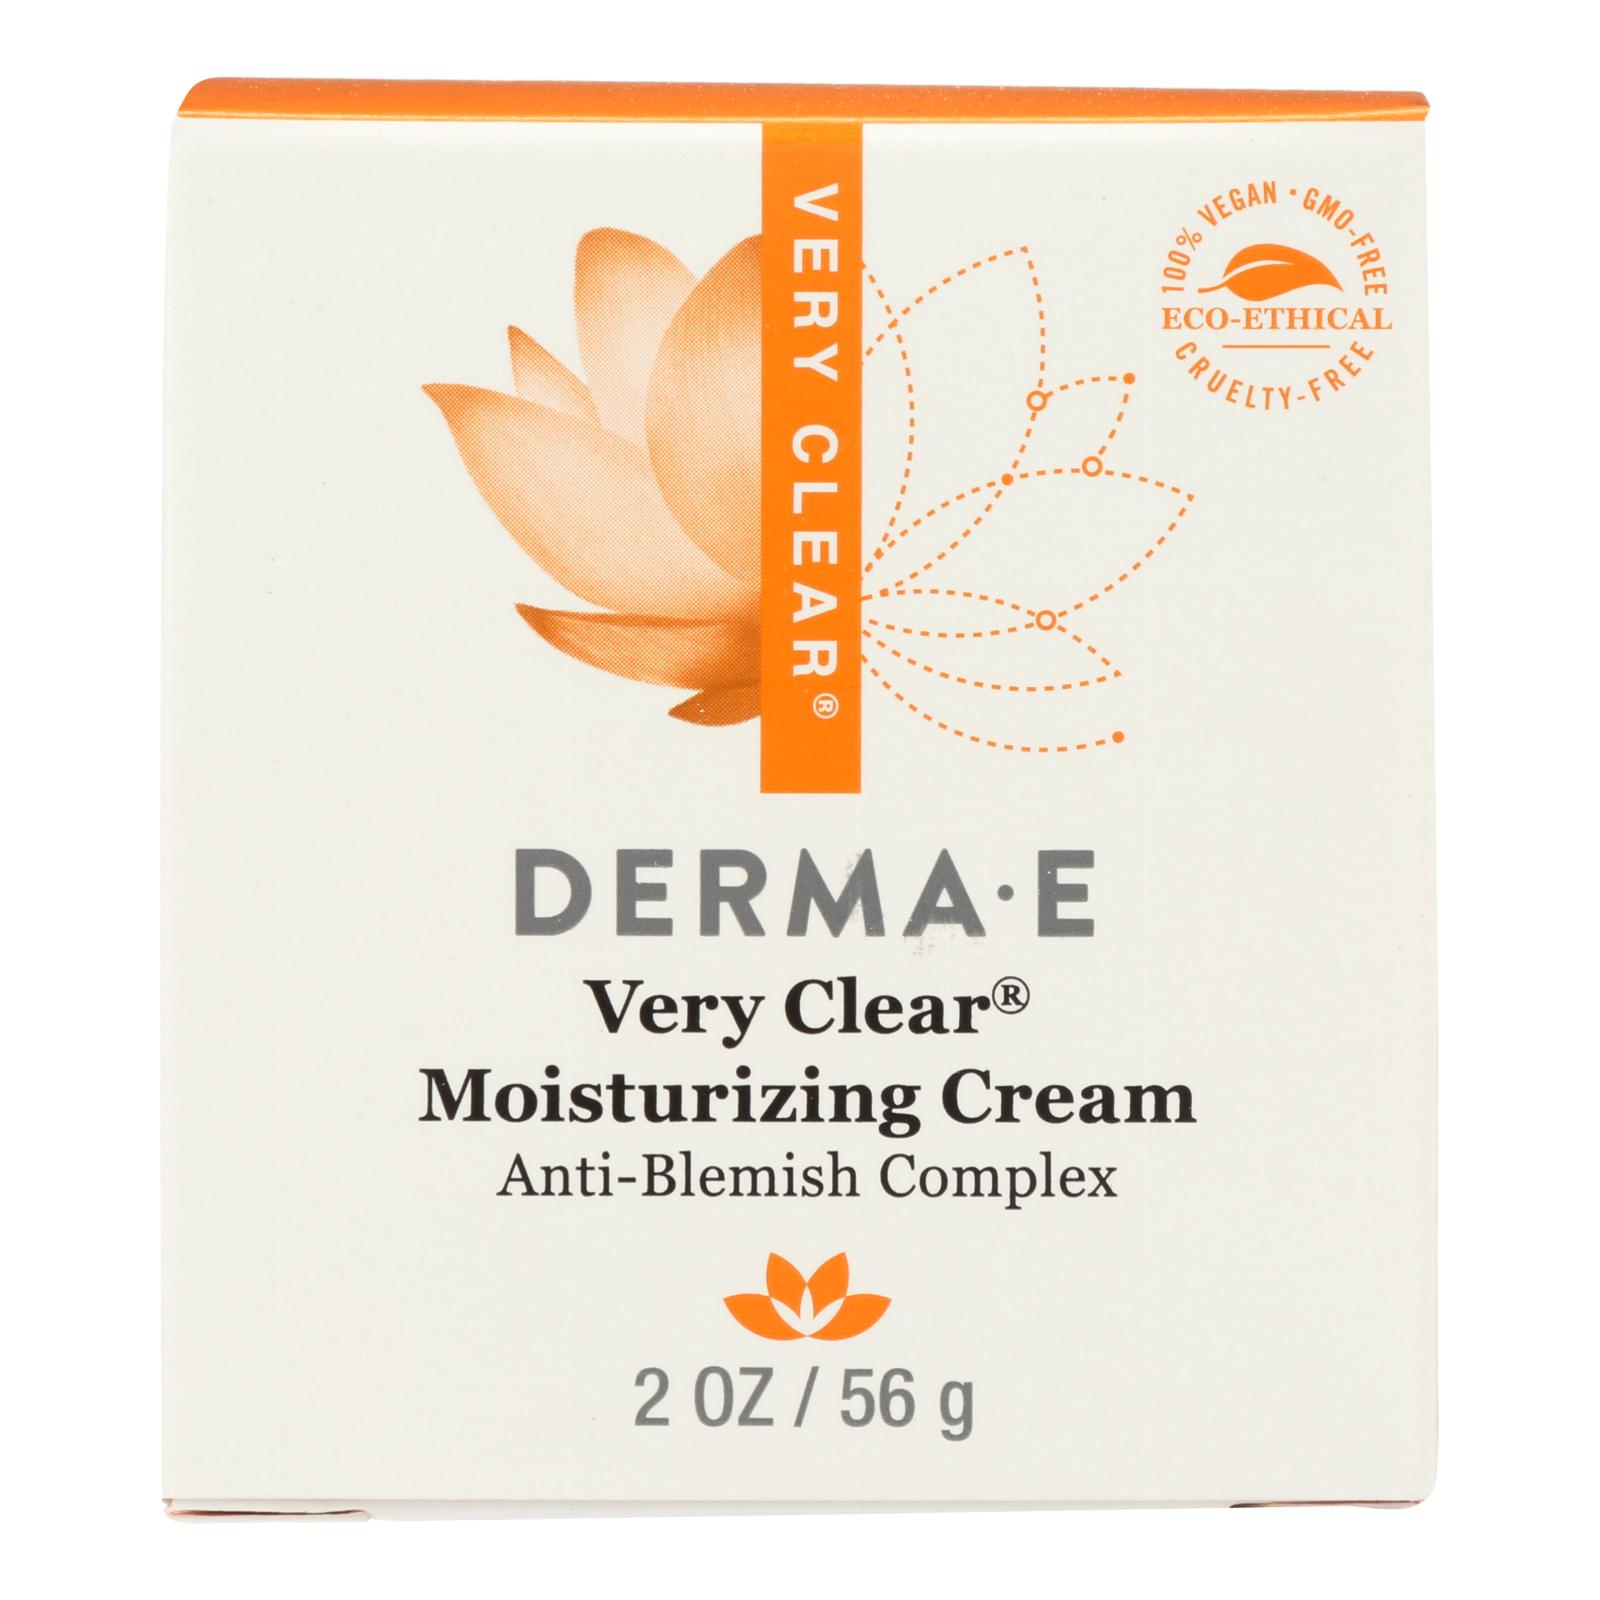 VERY CLEAR®
100% VEGAN • GMO-FREE
ECO-ETHICAL
CRUELTY-FREE
DERMA·E
Very Clear®
Moisturizing Cream
Anti-Blemish Complex
2 OZ / 56 g